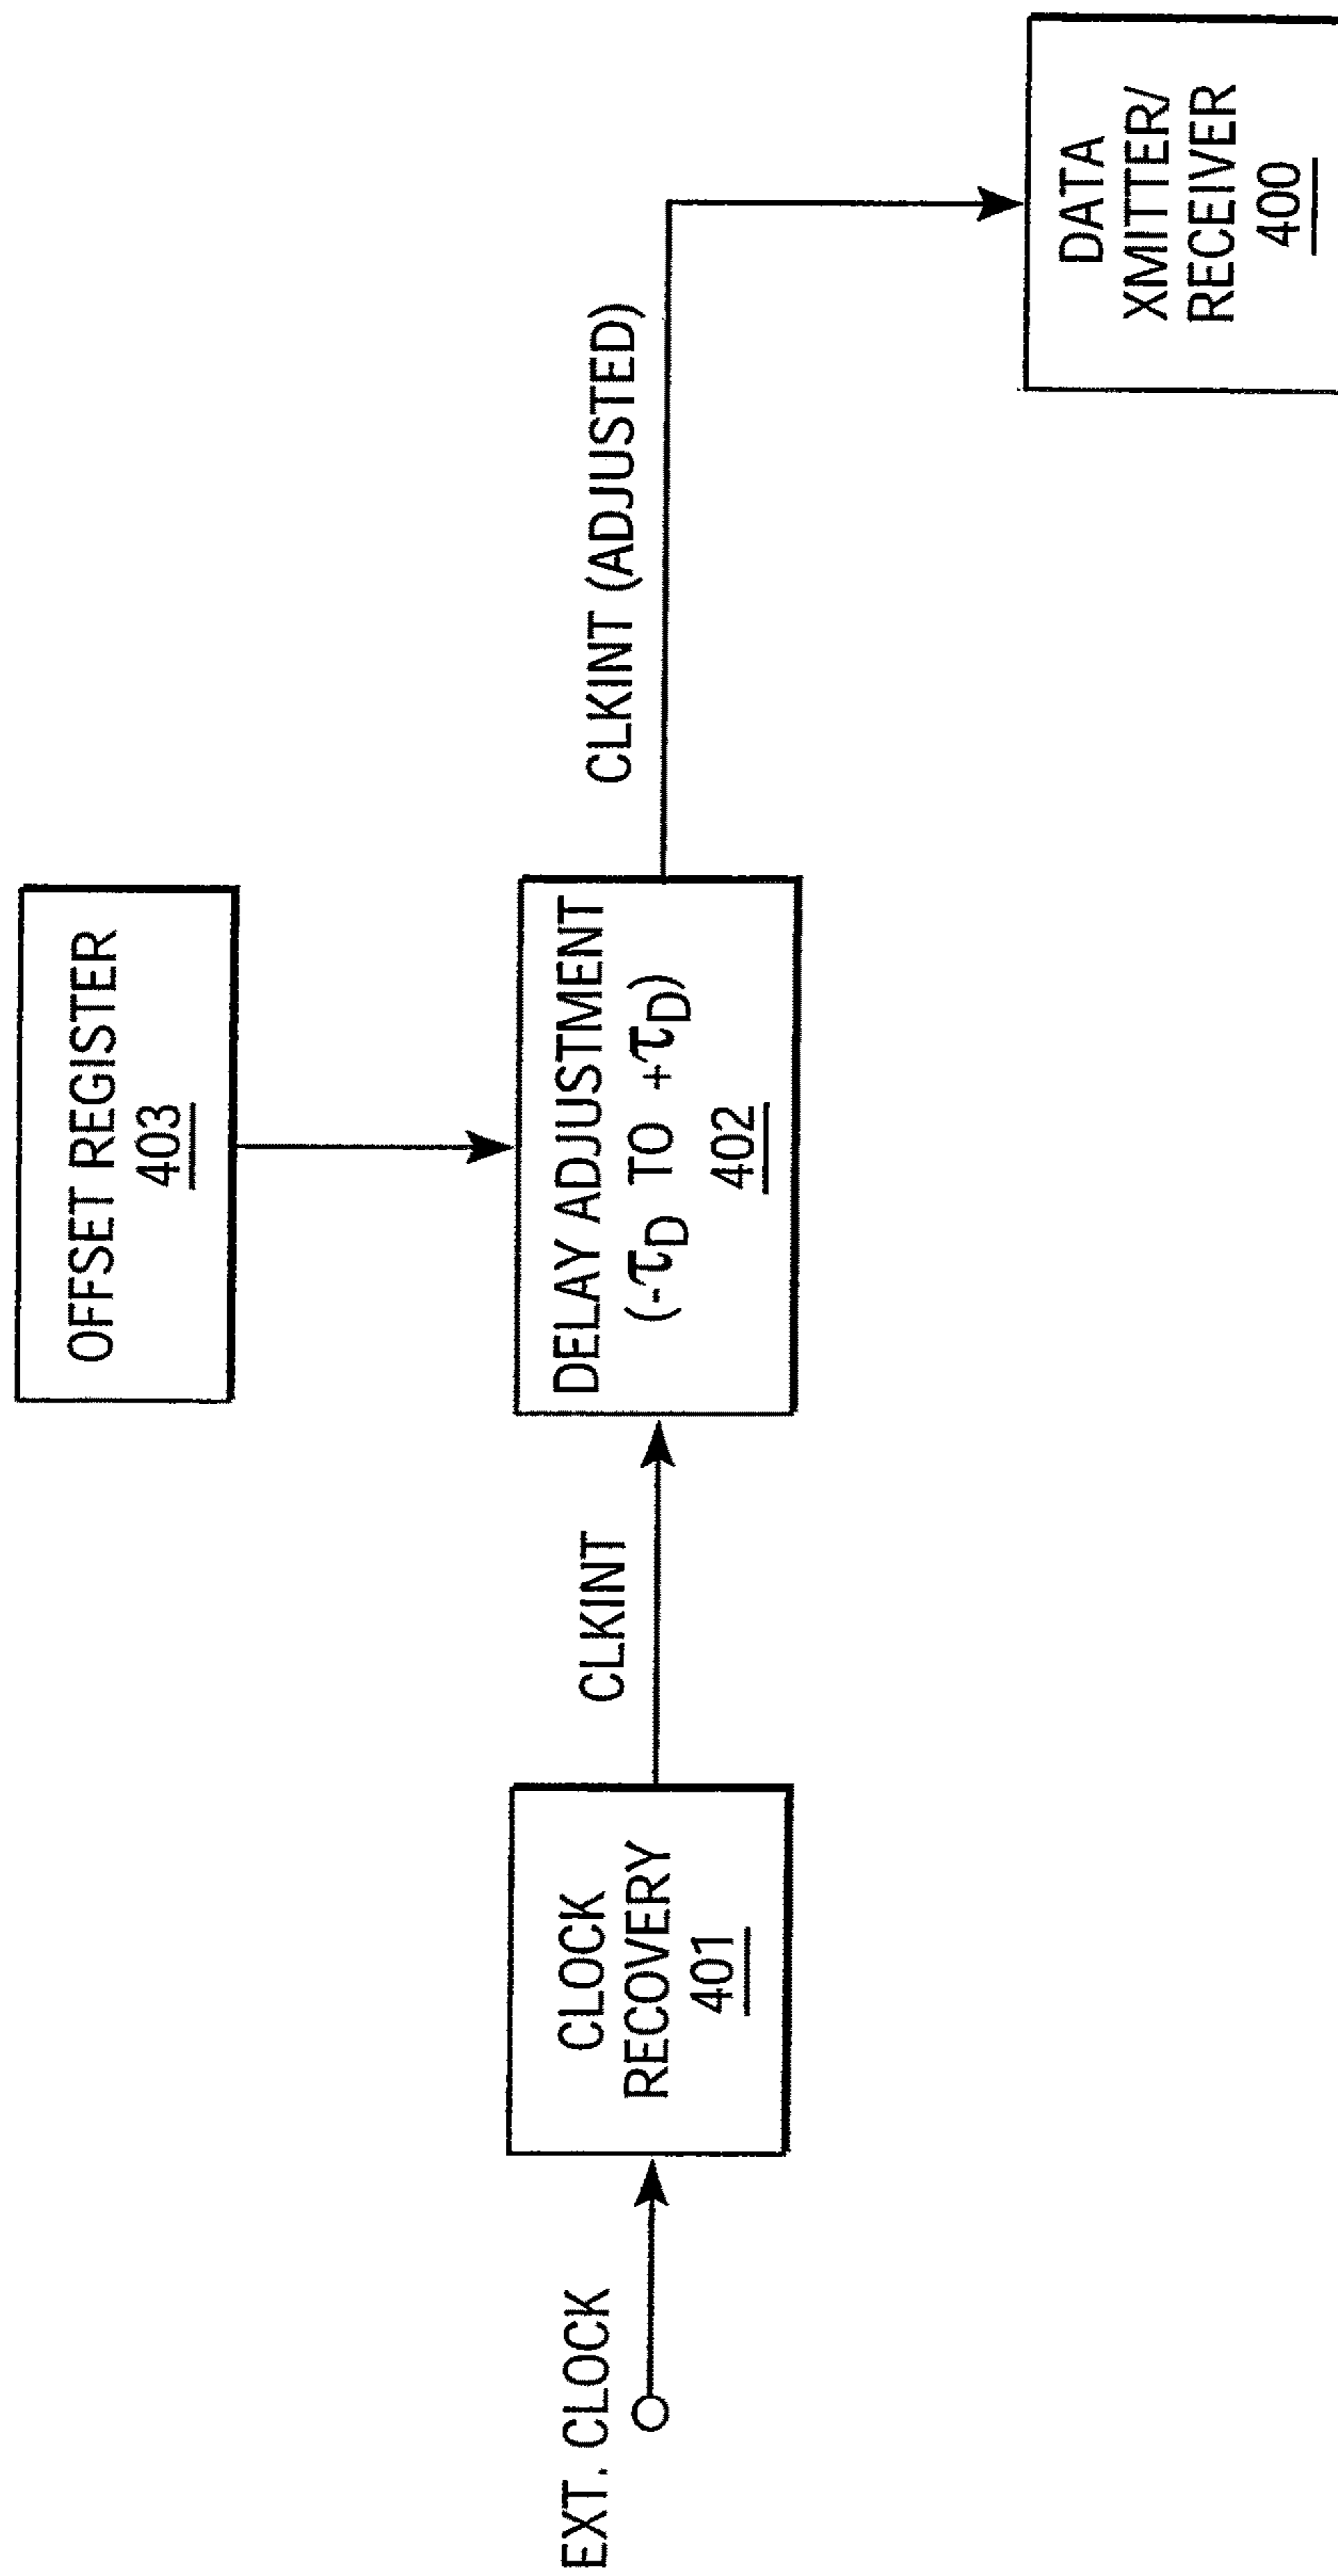 OFFSET REGISTER
403
EXT. CLOCK
CLOCK
RECOVERY
401
CLKINT
DELAY ADJUSTMENT
(-τD TO +τD)
402
CLKINT (ADJUSTED)
DATA
XMITTER/
RECEIVER
400